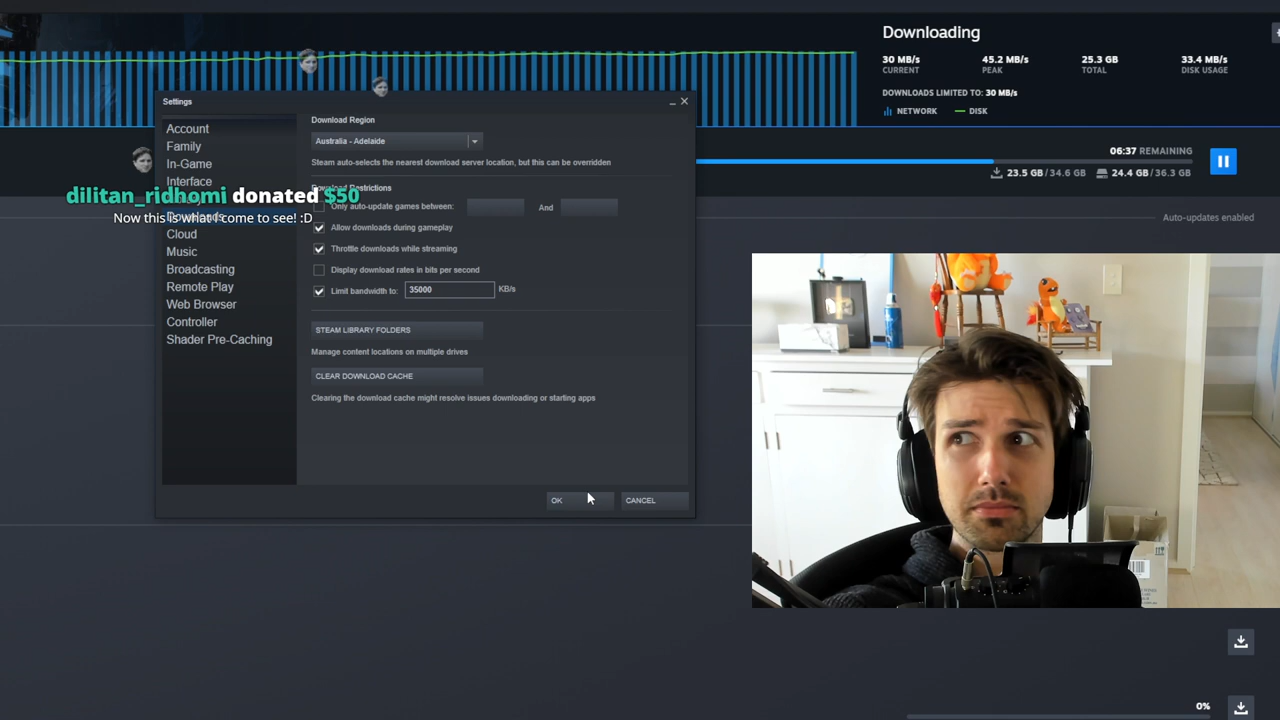 Downloading
30 MB/s
CURRENT
45.2 MB/s
PEAK
25.3 GB
TOTAL
33.4 MB/s
DISK USAGE
DOWNLOADS LIMITED TO: 30 MB/s
NETWORK
DISK
06:37 REMAINING
23.5 GB / 34.6 GB
24.4 GB / 36.3 GB
Auto-updates enabled
Settings
Account
Family
In-Game
Interface
dilitan_ridhomi donated $50
Now this is what I come to see! :D
Downloads
Cloud
Music
Broadcasting
Remote Play
Web Browser
Controller
Shader Pre-Caching
Download Region
Australia - Adelaide
Steam auto-selects the nearest download server location, but this can be overridden
Download Restrictions
Only auto-update games between:
And
Allow downloads during gameplay
Throttle downloads while streaming
Display download rates in bits per second
Limit bandwidth to:
35000
KB/s
STEAM LIBRARY FOLDERS
Manage content locations on multiple drives
CLEAR DOWNLOAD CACHE
Clearing the download cache might resolve issues downloading or starting apps
OK
CANCEL
0%